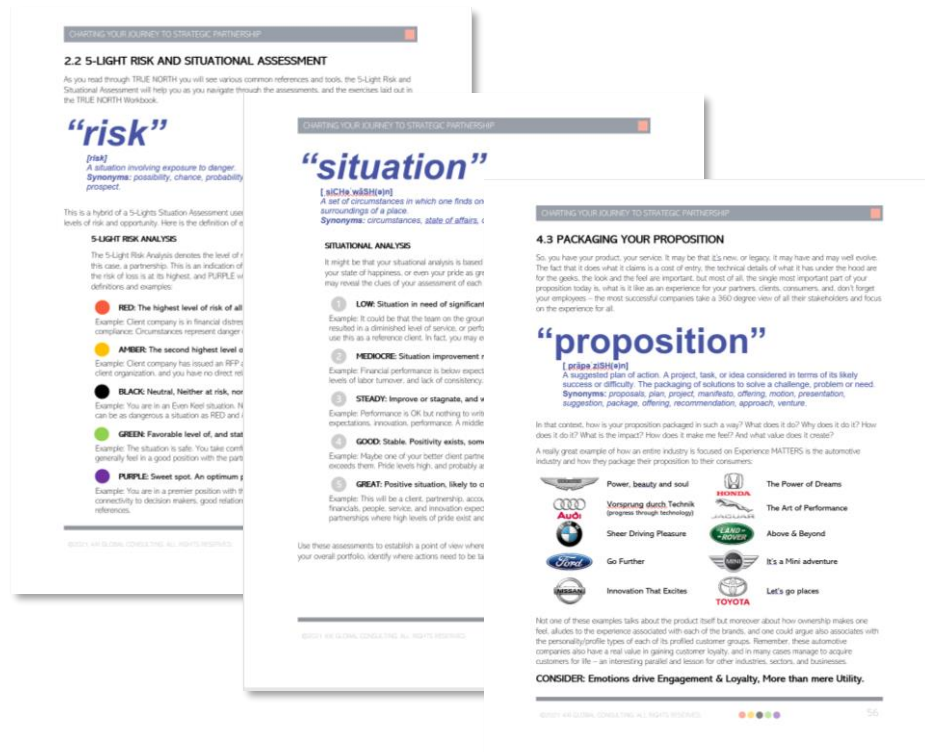 CHARTING YOUR JOURNEY TO STRATEGIC PARTNERSHIP
2.2 5-LIGHT RISK AND SITUATIONAL ASSESSMENT
As you read through TRUE NORTH you will see various common references and tools, the 5-Light Risk and
Situational Assessment will help you as you navigate through the assessments, and the exercises laid out in
the TRUE NORTH Workbook.
“risk”
[risk]
A situation involving exposure to danger.
Synonyms: possibility, chance, probability
prospect.
This is a hybrid of a 5-Lights Situation Assessment use
levels of risk and opportunity. Here is the definition of e
5-LIGHT RISK ANALYSIS
The 5-Light Risk Analysis denotes the level of r
this case, a partnership. This is an indication of
the risk of loss is at its highest, and PURPLE w
definitions and examples:
RED: The highest level of risk of all
Example: Client company is in financial distres
compliance: Circumstances represent danger
AMBER: The second highest level o
Example: Client company has issued an RFP
client organization, and you may have direct
BLACK: Neutral, Neither at risk, nor
Example: You are in an Even Keel situation. N
can be as dangerous a situation as RED and
GREEN: Favorable level of, and stat
Example: The situation is safe. You take comf
generally feel in a good position with the part
PURPLE: Sweet spot. An optimum p
Example: You are in a premier position with th
connectivity to decision makers, good relation
references.
©2021 AIR GLOBAL CONSULTING. ALL RIGHTS RESERVED.
CHARTING YOUR JOURNEY TO STRATEGIC PARTNERSHIP
“situation”
[ˌsiCHəˈwāSH(ə)n]
A set of circumstances in which one finds on
surroundings of a place.
Synonyms: circumstances, state of affairs, c
SITUATIONAL ANALYSIS
It might be that your situational analysis is based
your state of happiness, or even your pride as gre
may reveal the clues of your assessment of each
1 LOW: Situation in need of significant
Example: It could be that the team on the groun
resulted in a diminished level of service, or perfo
use this as a reference client. In fact, you may e
2 MEDIOCRE: Situation improvement r
Example: Financial performance is below expect
levels of labor turnover, and lack of consistency.
3 STEADY: Improve or stagnate, and w
Example: Performance is OK but nothing to writ
expectations, innovation, performance. A middle
4 GOOD: Stable. Positivity exists, some
Example: Maybe one of your better client partne
exceeds them. Pride levels high, and probably a
5 GREAT: Positive situation, likely to c
Example: This will be a client, partnership, accou
financials, people, service, and innovation expec
partnerships where high levels of pride exist and
Use these assessments to establish a point of view where
your overall portfolio, identify where actions need to be ta
©2021 AIR GLOBAL CONSULTING. ALL RIGHTS RESERVED.
CHARTING YOUR JOURNEY TO STRATEGIC PARTNERSHIP
4.3 PACKAGING YOUR PROPOSITION
So, you have your product, your service. It may be that it's new, or legacy, it may have and may well evolve.
The fact that it does what it claims is a cost of entry, the technical details of what it has under the hood are
for the geeks, the look and the feel are important, but most of all, the single most important part of your
proposition today is, what is it like as an experience for your partners, clients, consumers, and, don't forget
your employees – the most successful companies take a 360 degree view of all their stakeholders and focus
on the experience for all.
“proposition”
[ˌpräpəˈziSH(ə)n]
A suggested plan of action. A project, task, or idea considered in terms of its likely
success or difficulty. The packaging of solutions to solve a challenge, problem or need.
Synonyms: proposals, plan, project, manifesto, offering, motion, presentation,
suggestion, package, offering, recommendation, approach, venture.
In that context, how is your proposition packaged in such a way? What does it do? Why does it do it? How
does it do it? What is the impact? How does it make me feel? And what value does it create?
A really great example of how an entire industry is focused on Experience MATTERS is the automotive
industry and how they package their proposition to their consumers:
Power, beauty and soul
HONDA The Power of Dreams
Audi Vorsprung durch Technik
(progress through technology)
JAGUAR The Art of Performance
Sheer Driving Pleasure
LAND-ROVER Above & Beyond
Ford Go Further
MINI It's a Mini adventure
NISSAN Innovation That Excites
TOYOTA Let's go places
Not one of these examples talks about the product itself but moreover about how ownership makes one
feel, alludes to the experience associated with each of the brands, and one could argue also associates with
the personality/profile types of each of its profiled customer groups. Remember, these automotive
companies also have a real value in gaining customer loyalty, and in many cases manage to acquire
customers for life – an interesting parallel and lesson for other industries, sectors, and businesses.
CONSIDER: Emotions drive Engagement & Loyalty, More than mere Utility.
©2021 AIR GLOBAL CONSULTING. ALL RIGHTS RESERVED.
56